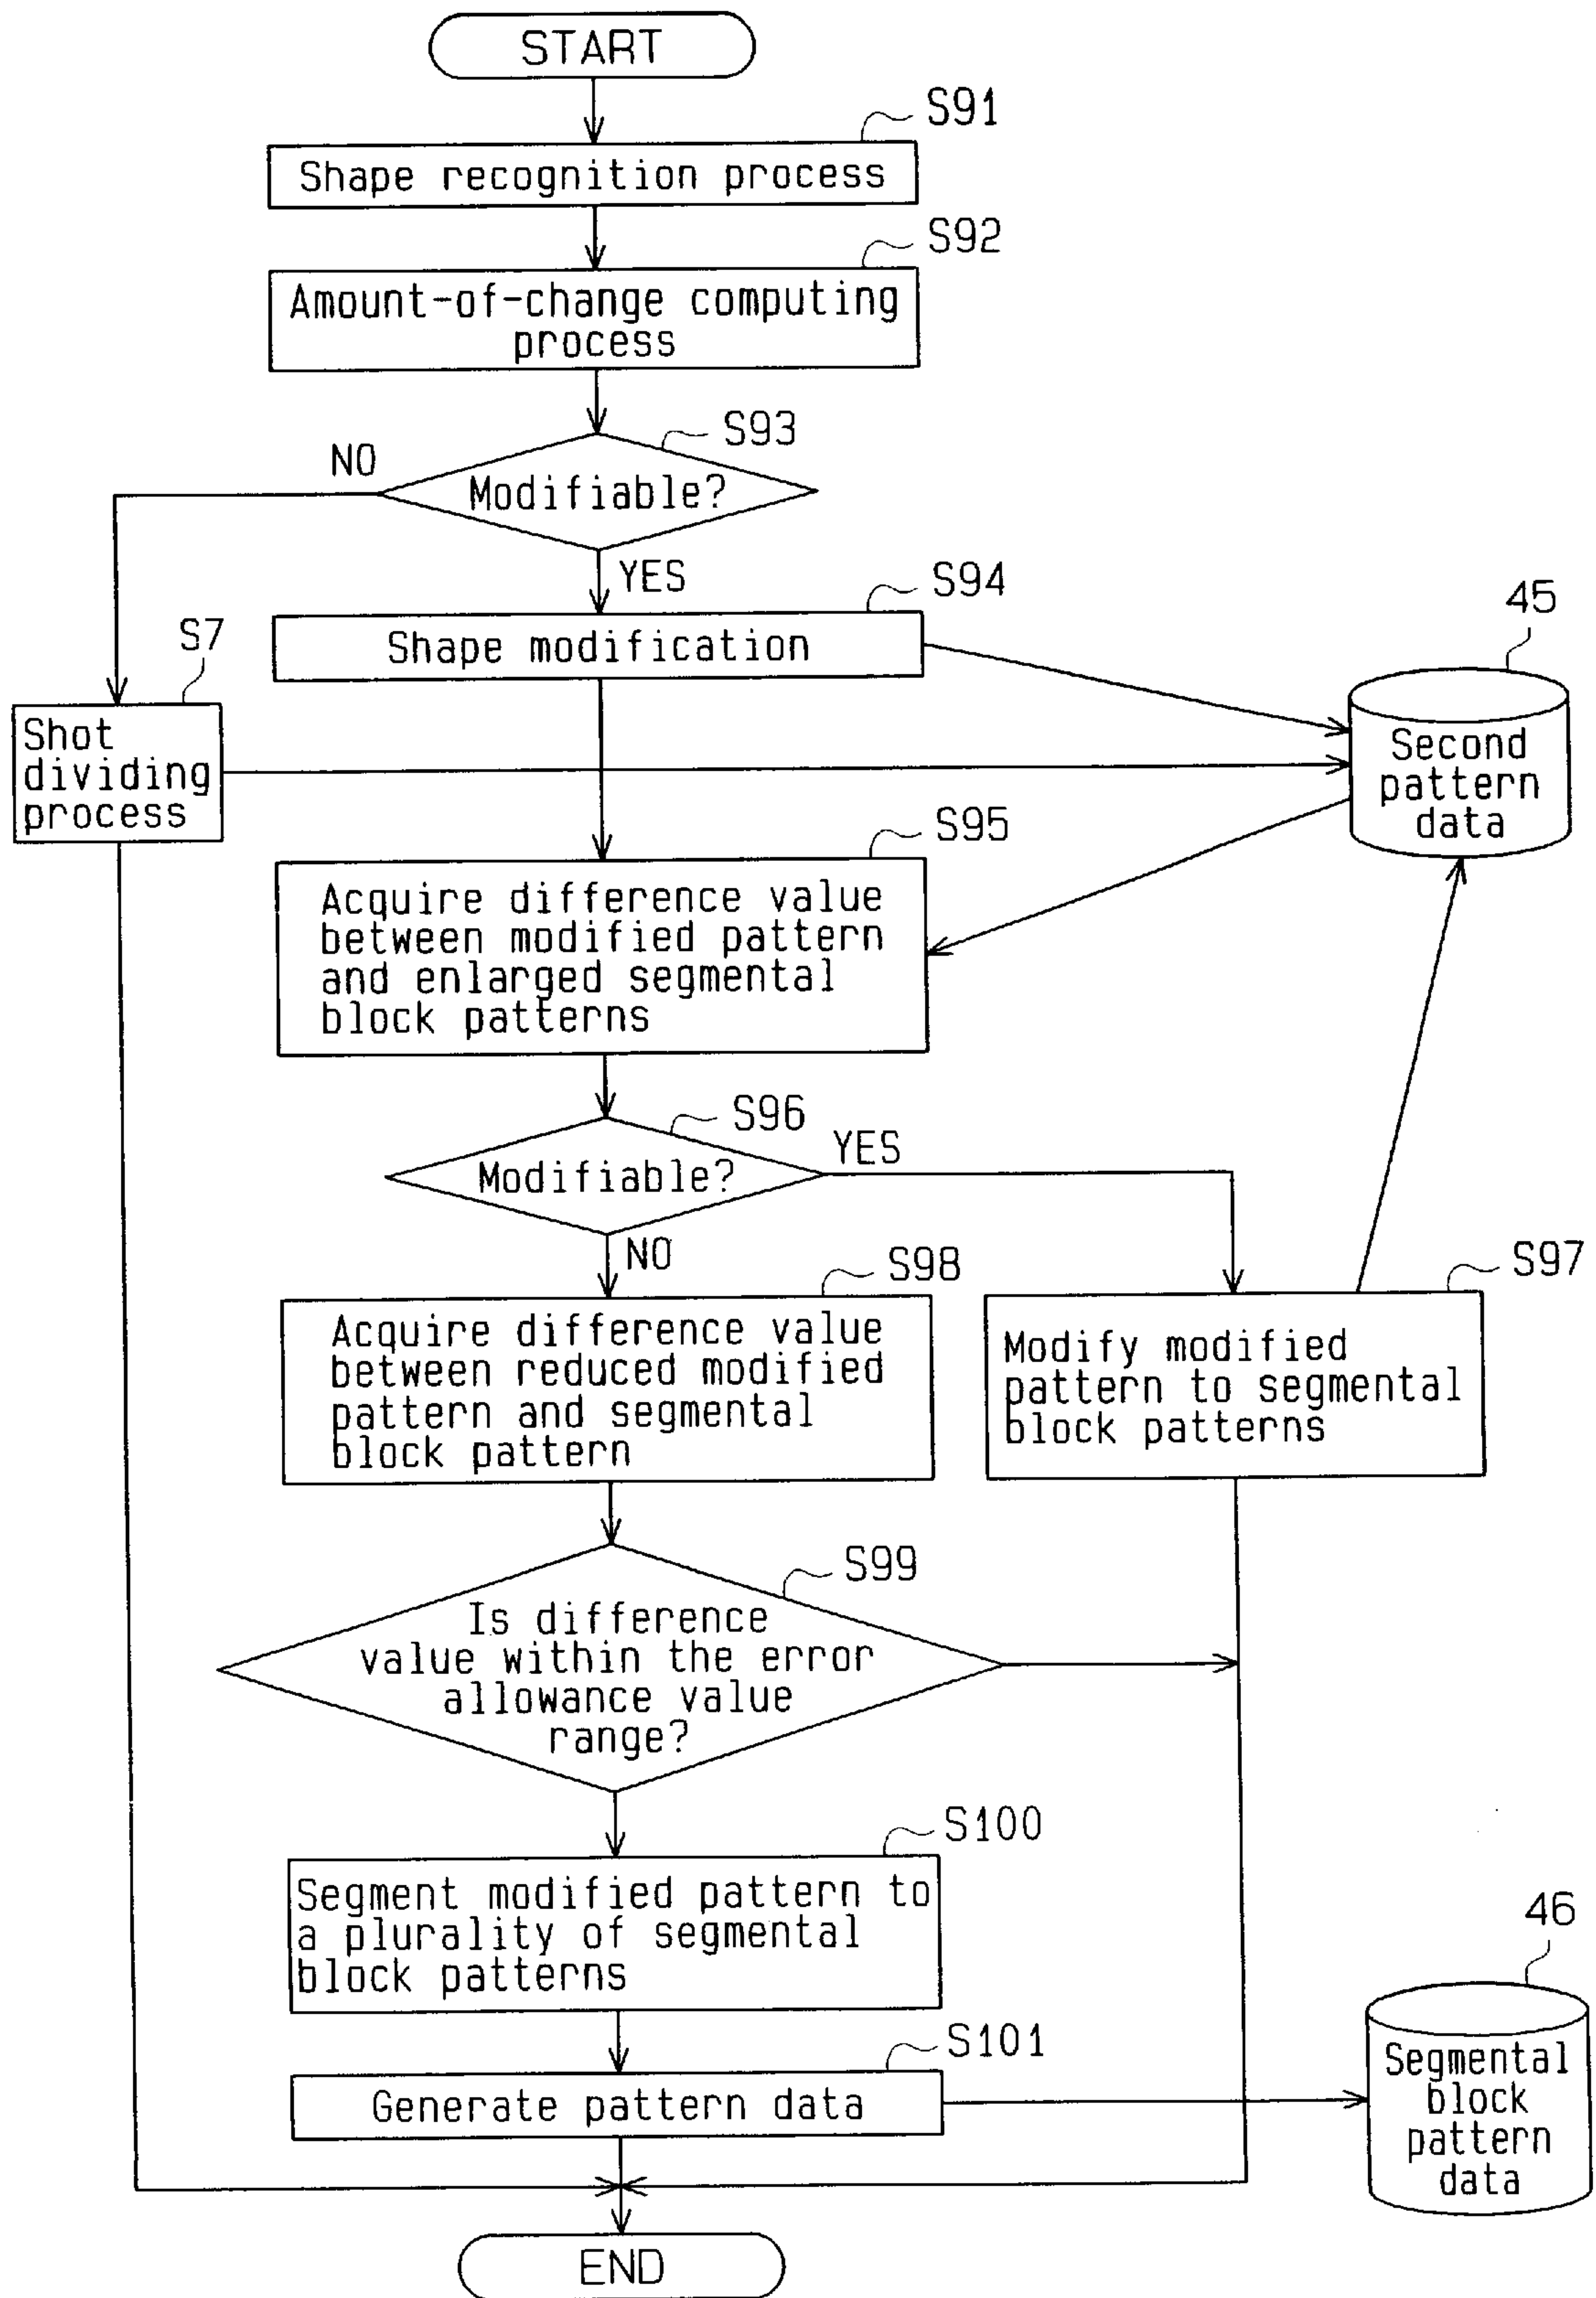 START
S91
Shape recognition process
S92
Amount-of-change computing
process
S93
NO
Modifiable?
YES
S94
Shape modification
45
S7
Second
pattern
data
Shot
dividing
process
S95
Acquire difference value
between modified pattern
and enlarged segmental
block patterns
S96
YES
Modifiable?
NO
S98
Acquire difference value
between reduced modified
pattern and segmental
block pattern
S97
Modify modified
pattern to segmental
block patterns
S99
Is difference
value within the error
allowance value
range?
S100
Segment modified pattern to
a plurality of segmental
block patterns
46
S101
Generate pattern data
Segmental
block
pattern
data
END